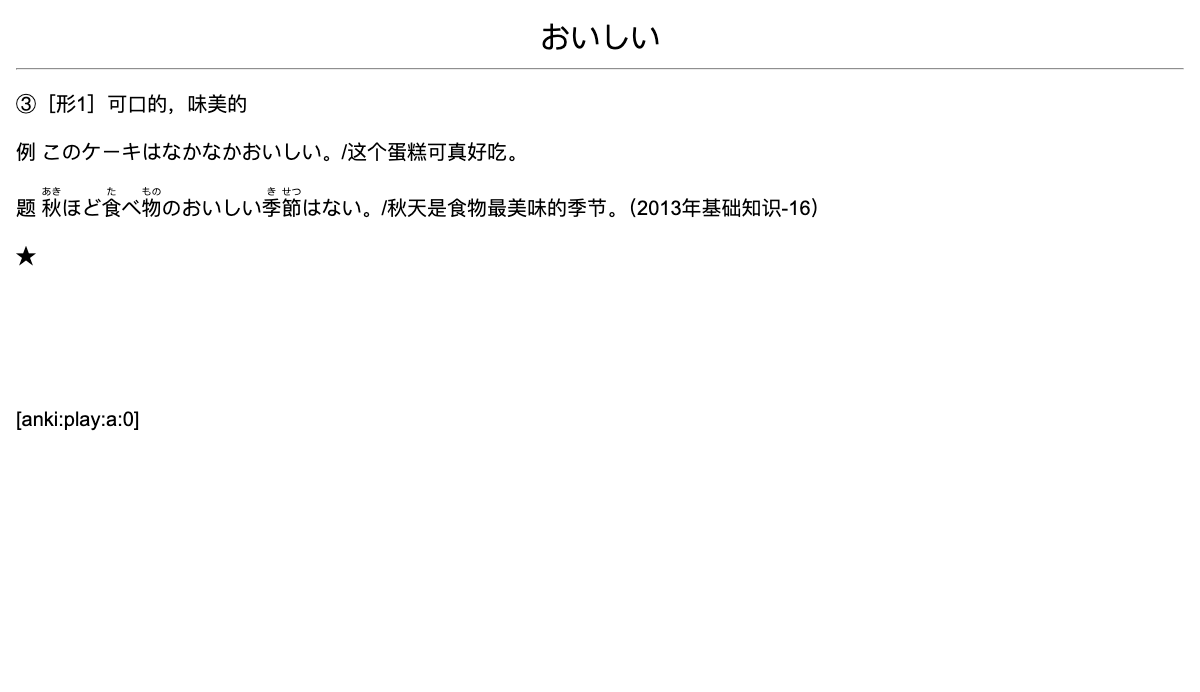 おいしい
③［形1］可口的，味美的
例 このケーキはなかなかおいしい。/这个蛋糕可真好吃。
あき た もの き せつ
题 秋ほど食べ物のおいしい季節はない。/秋天是食物最美味的季节。（2013年基础知识-16）
★
[anki:play:a:0]